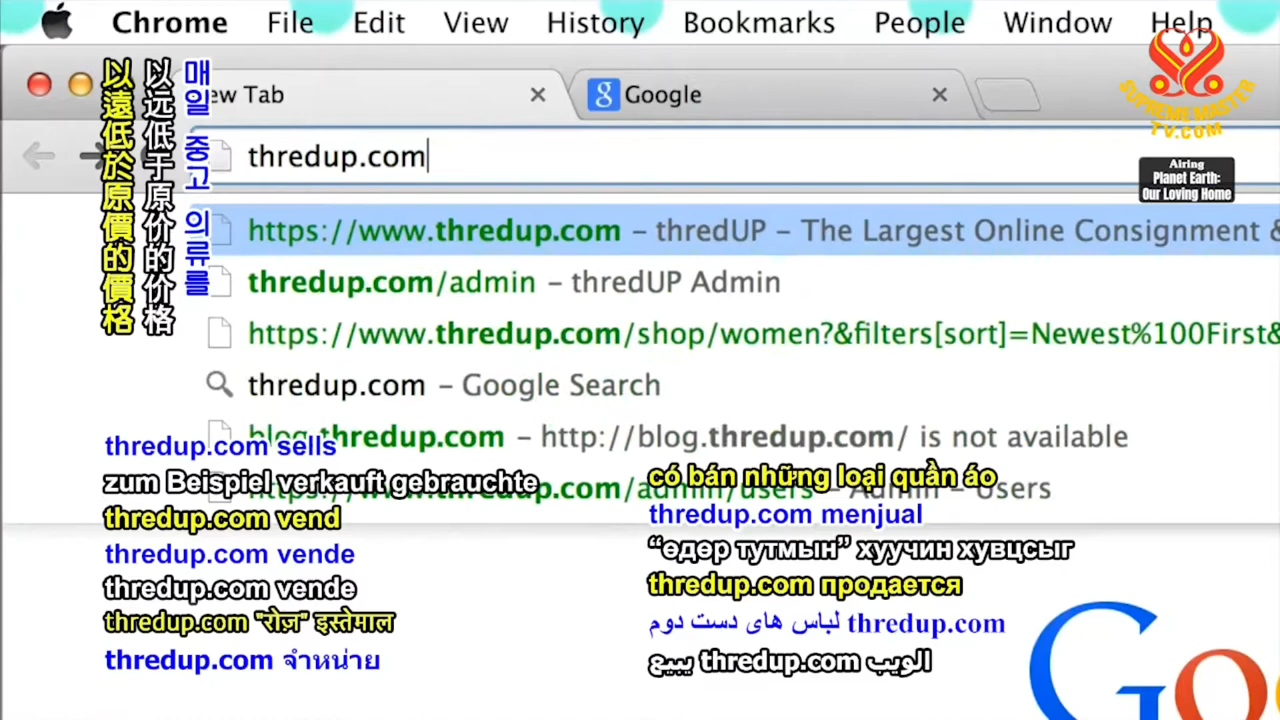 Chrome File Edit View History Bookmarks People Window Help
ew Tab
Google
SUPREMEMASTER
TV.COM
Airing
Planet Earth:
Our Loving Home
thredup.com
https://www.thredup.com – thredUP – The Largest Online Consignment &
thredup.com/admin – thredUP Admin
https://www.thredup.com/shop/women?&filters[sort]=Newest%100First&
thredup.com – Google Search
blog.thredup.com – http://blog.thredup.com/ is not available
https://www.thredup.com/admin/users – Admin – Users
以遠低於原價的價格
以远低于原价的价格
매일 중고 의류를
thredup.com sells
zum Beispiel verkauft gebrauchte
thredup.com vend
thredup.com vende
thredup.com vende
thredup.com "रोज़" इस्तेमाल
thredup.com จำหน่าย
có bán những loại quần áo
thredup.com menjual
“өдөр тутмын” хуучин хувцсыг
thredup.com продается
thredup.com لباس های دست دوم
الويب thredup.com يبيع
Goo